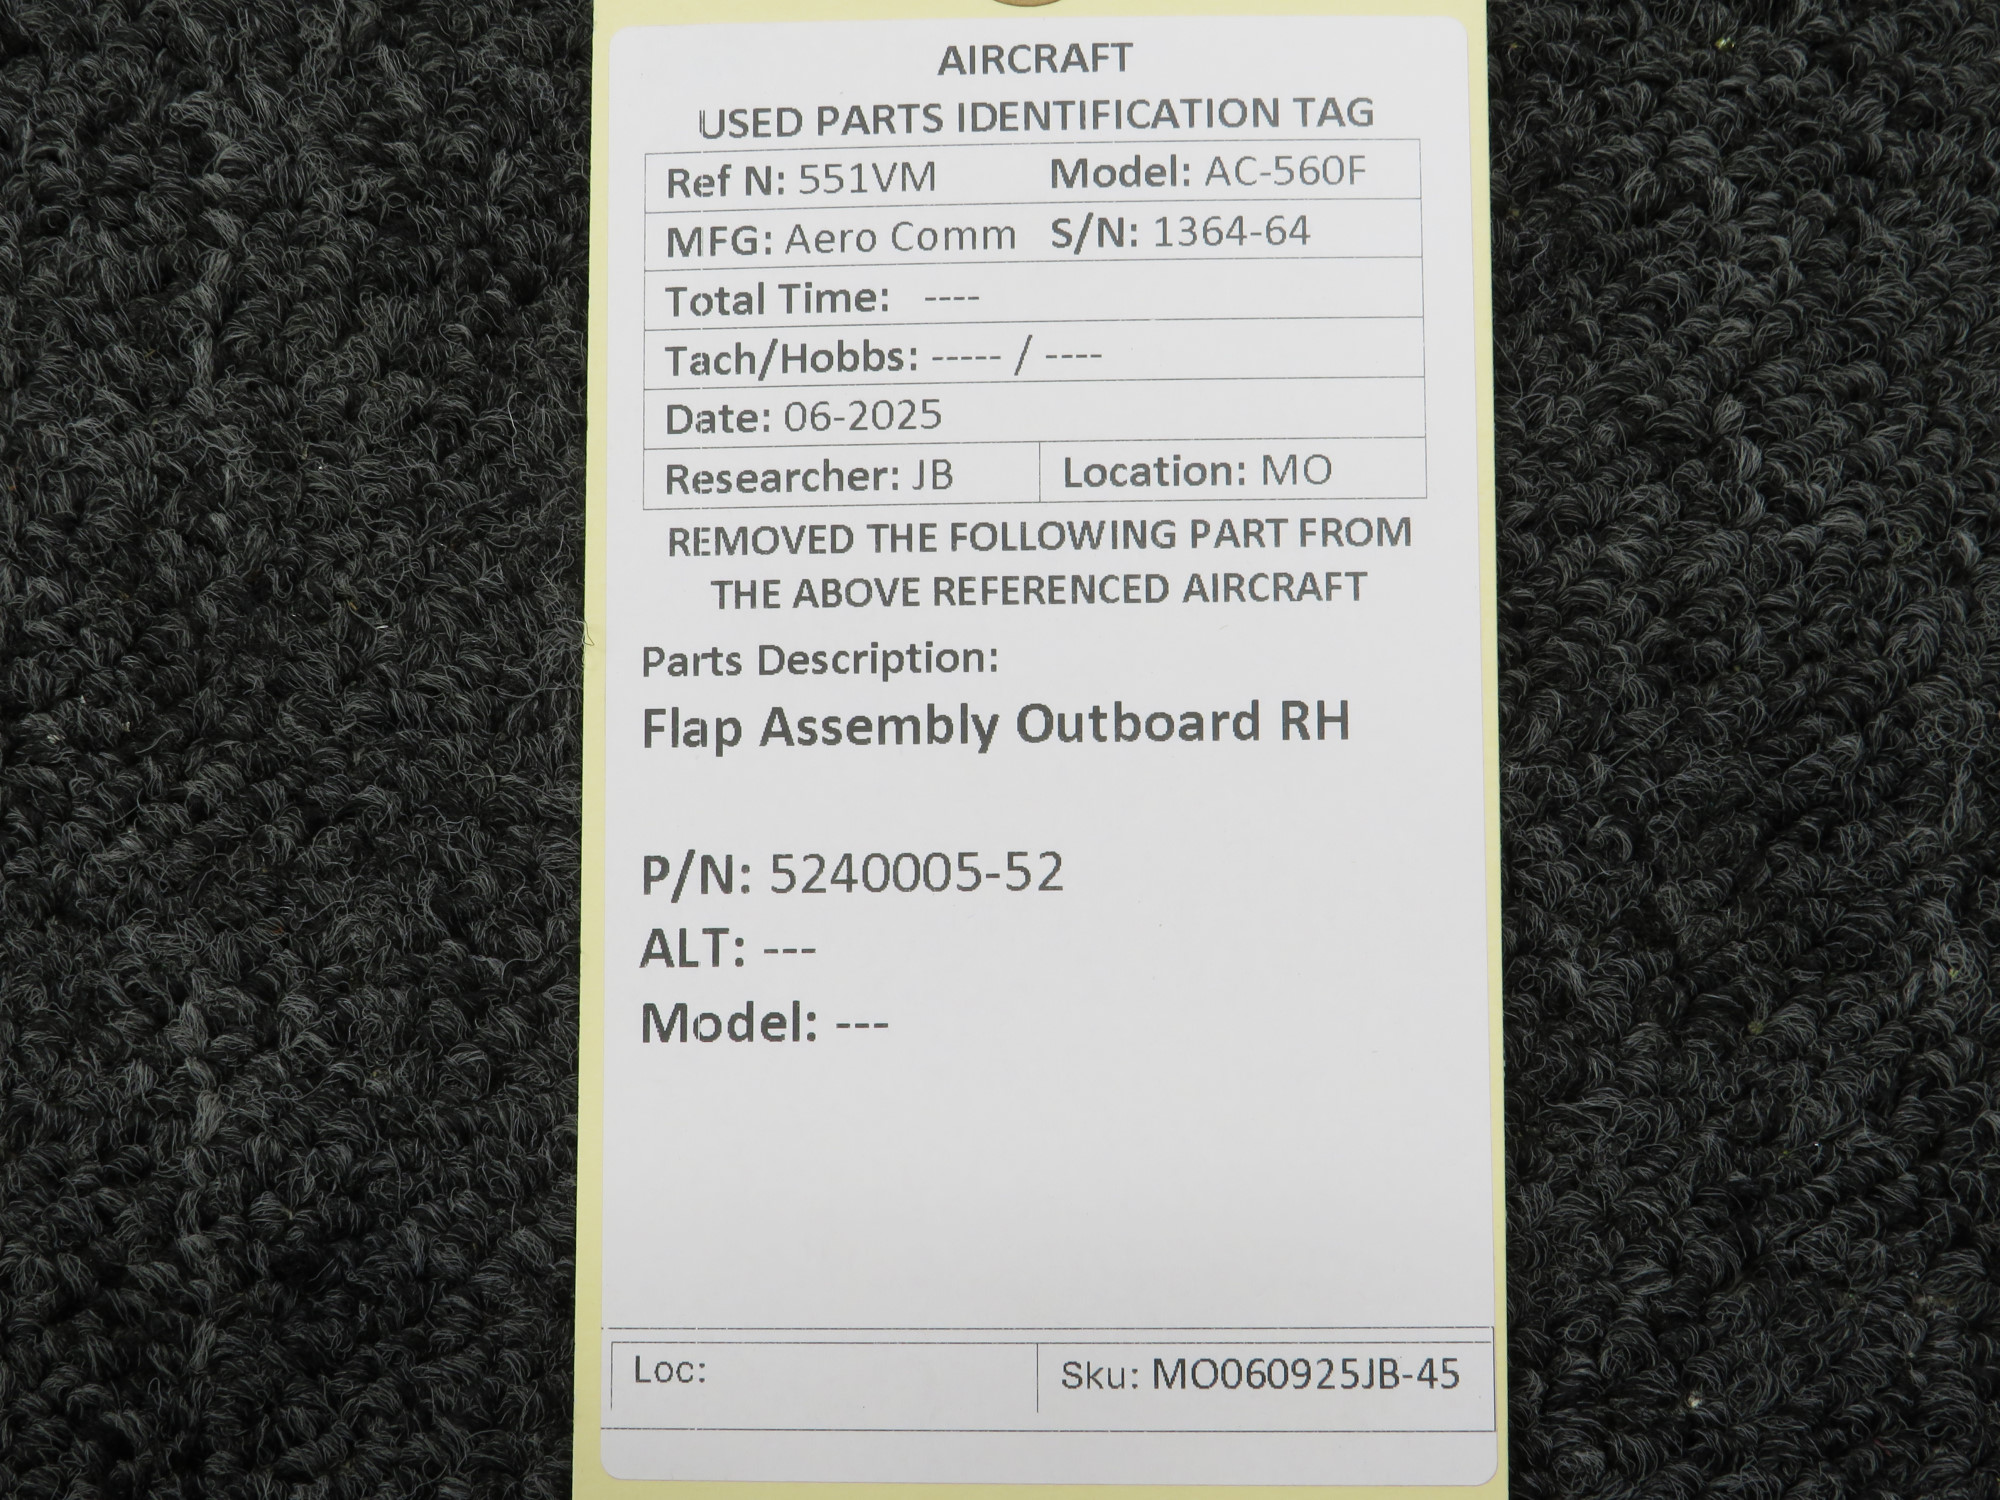 AIRCRAFT
USED PARTS IDENTIFICATION TAG
Ref N: 551VM Model: AC-560F
MFG: Aero Comm S/N: 1364-64
Total Time: ----
Tach/Hobbs: ----- / ----
Date: 06-2025
Researcher: JB Location: MO
REMOVED THE FOLLOWING PART FROM
THE ABOVE REFERENCED AIRCRAFT
Parts Description:
Flap Assembly Outboard RH
P/N: 5240005-52
ALT: ---
Model: ---
Loc: Sku: MO060925JB-45